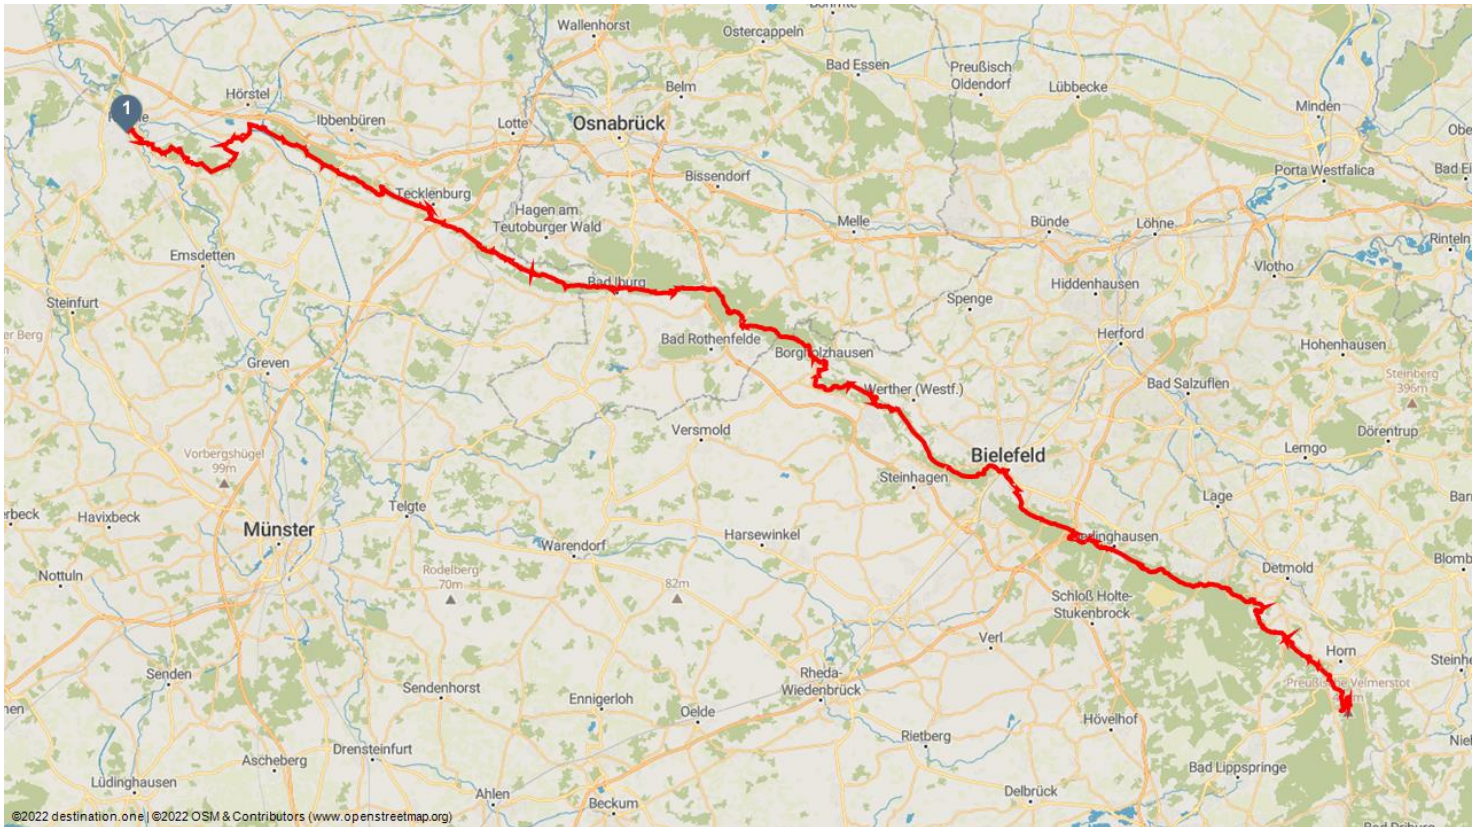 Ostercappeln
Wallenhorst
Bad Essen
Preußisch
Oldendorf
Lübbecke
Belm
Hörstel
1
Minden
Ibbenbüren
Lotte
Osnabrück
Porta Westfalica
Bissendorf
Tecklenburg
Hagen am
Teutoburger Wald
Melle
Bünde
Löhne
Rinteln
Emsdetten
Vlotho
Bad Iburg
Hiddenhausen
Steinfurt
Spenge
Herford
Bad Rothenfelde
Hohenhausen
Borgholzhausen
Greven
Steinberg
396m
Bad Salzuflen
Werther (Westf.)
Versmold
Dörentrup
Vorbergshügel
99m
Lemgo
Bielefeld
Steinhagen
Lage
Telgte
Havixbeck
Münster
Harsewinkel
Warendorf
Nottuln
Rodelberg
70m
82m
Detmold
Schloß Holte-
Stukenbrock
Verl
Horn
Senden
Rheda-
Wiedenbrück
Preußische Velmerstot
Sendenhorst
Ennigerloh
Oelde
Hövelhof
Rietberg
Drensteinfurt
Ascheberg
Bad Lippspringe
Lüdinghausen
Ahlen
Delbrück
Beckum
Bad Driburg
©2022 destination.one | ©2022 OSM & Contributors (www.openstreetmap.org)